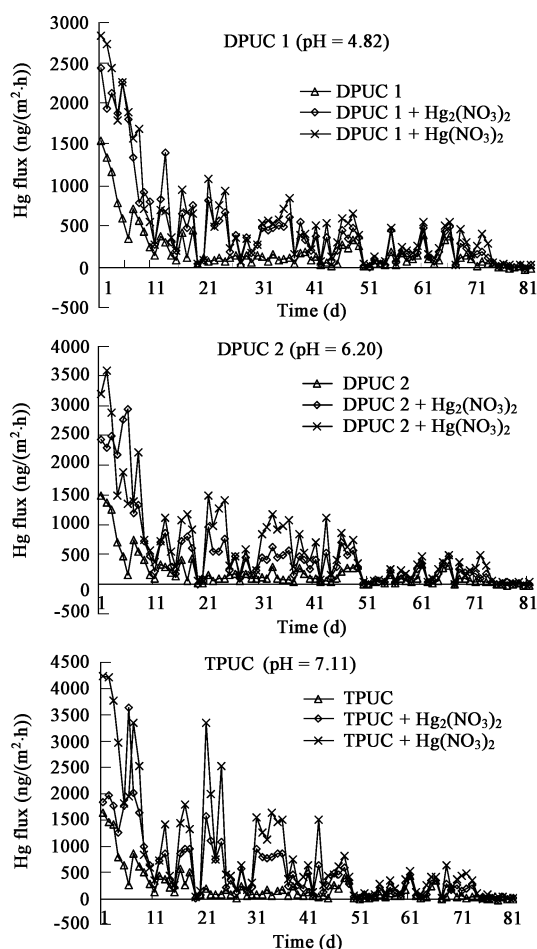 DPUC 1 (pH = 4.82)
3000
2500
2000
1500
1000
500
0
-500
Hg flux (ng/(m²·h))
DPUC 1
DPUC 1 + Hg₂(NO₃)₂
DPUC 1 + Hg(NO₃)₂
1 11 21 31 41 51 61 71 81
Time (d)
DPUC 2 (pH = 6.20)
4000
3500
3000
2500
2000
1500
1000
500
0
-500
Hg flux (ng/(m²·h))
DPUC 2
DPUC 2 + Hg₂(NO₃)₂
DPUC 2 + Hg(NO₃)₂
1 11 21 31 41 51 61 71 81
Time (d)
TPUC (pH = 7.11)
4500
4000
3500
3000
2500
2000
1500
1000
500
0
-500
Hg flux (ng/(m²·h))
TPUC
TPUC + Hg₂(NO₃)₂
TPUC + Hg(NO₃)₂
1 11 21 31 41 51 61 71 81
Time (d)